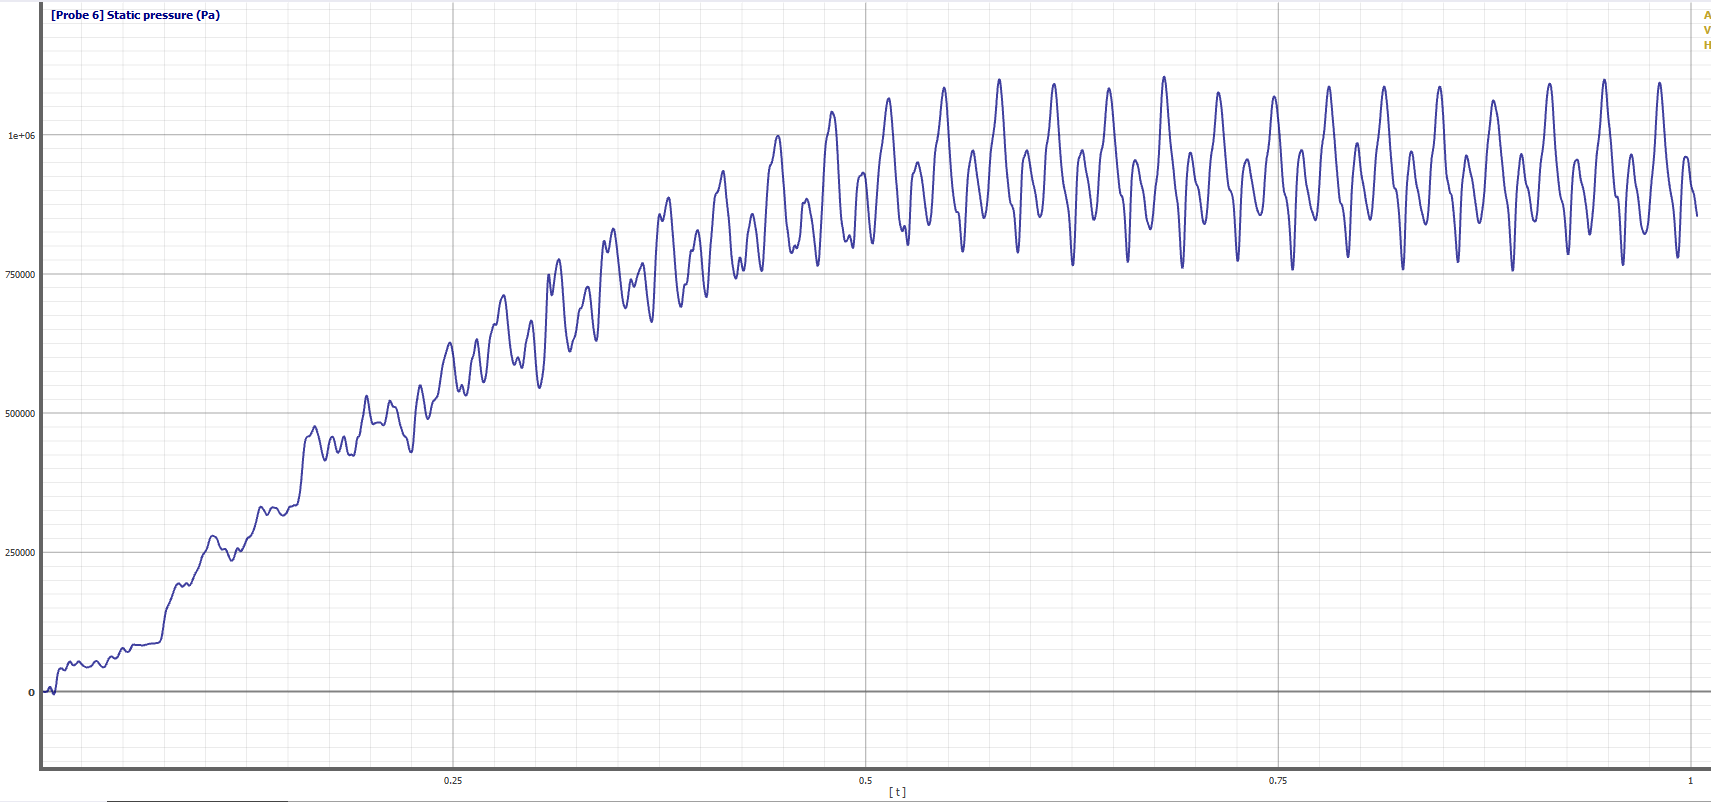 [Probe 6] Static pressure (Pa)
A
V
H
1e+06
750000
500000
250000
0
0.25
0.5
0.75
1
[ t ]